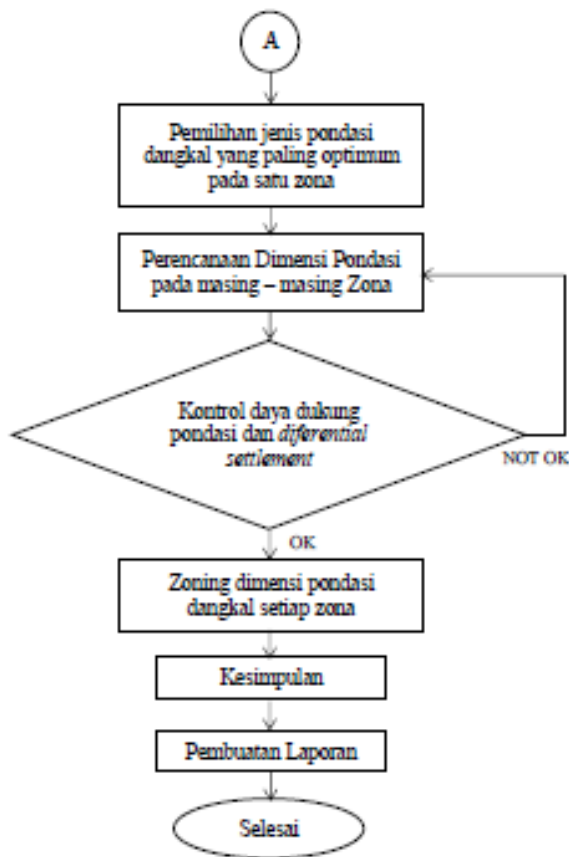 A
Pemilihan jenis pondasi
dangkal yang paling optimum
pada satu zona
Perencanaan Dimensi Pondasi
pada masing – masing Zona
Kontrol daya dukung
pondasi dan diferential
settlement
NOT OK
OK
Zoning dimensi pondasi
dangkal setiap zona
Kesimpulan
Pembuatan Laporan
Selesai